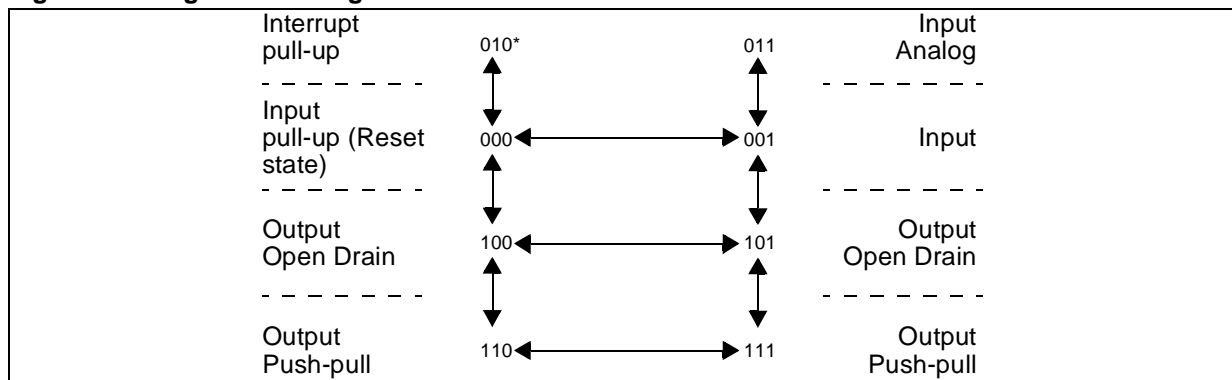 Interrupt
pull-up
010*
011
Input
Analog
Input
pull-up (Reset
state)
000
001
Input
Output
Open Drain
100
101
Output
Open Drain
Output
Push-pull
110
111
Output
Push-pull